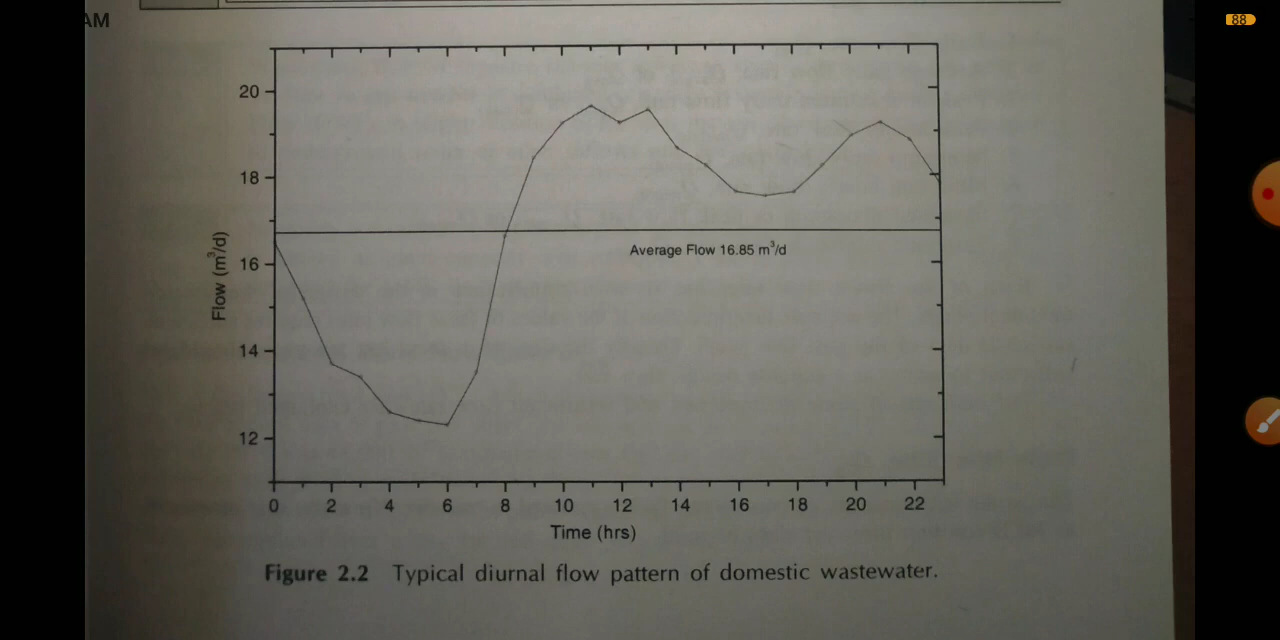 AM
88
20
18
16
14
12
Flow (m³/d)
Average Flow 16.85 m³/d
0 2 4 6 8 10 12 14 16 18 20 22
Time (hrs)
Figure 2.2 Typical diurnal flow pattern of domestic wastewater.